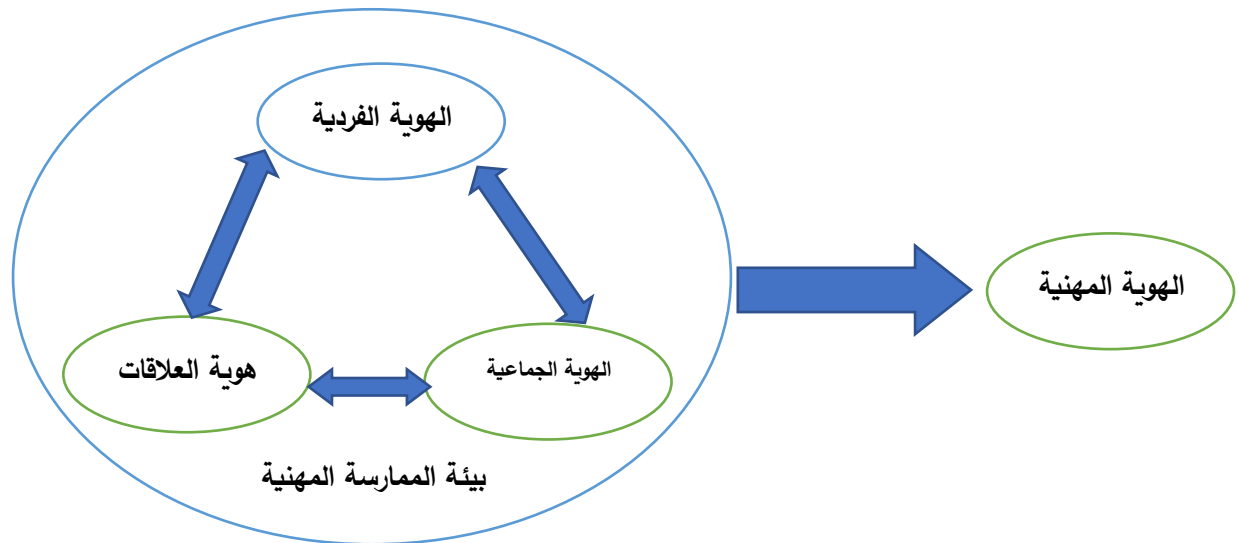 الهوية الفردية
الهوية المهنية
الهوية الجماعية
هوية العلاقات
بيئة الممارسة المهنية